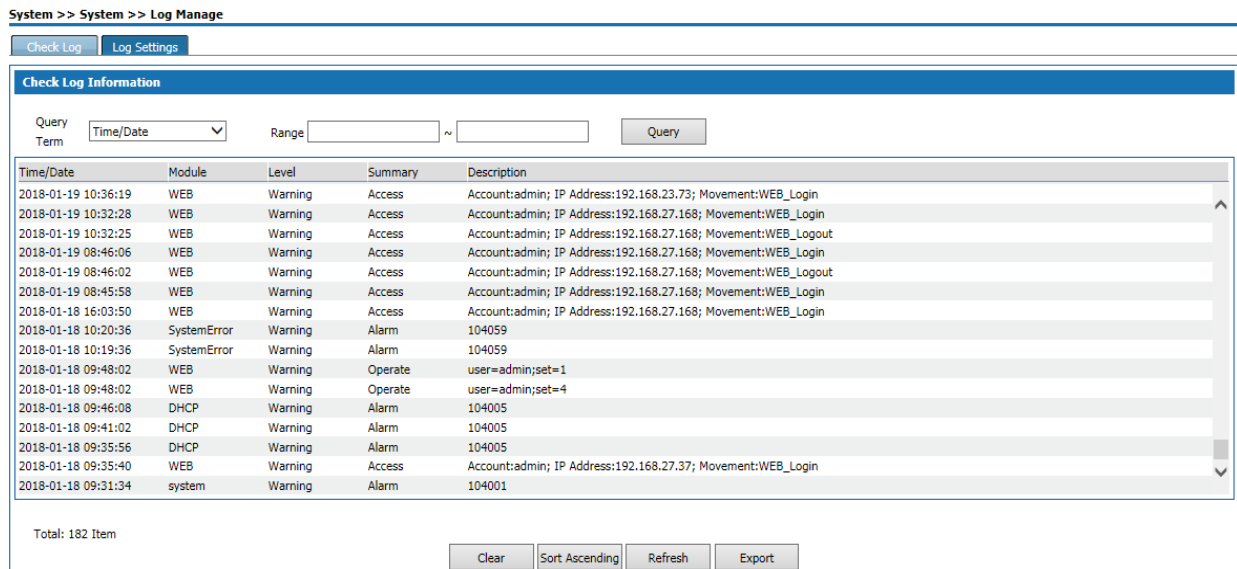 System >> System >> Log Manage
Check Log Log Settings
Check Log Information
Query Term Time/Date Range ~ Query
Time/Date Module Level Summary Description
2018-01-19 10:36:19 WEB Warning Access Account:admin; IP Address:192.168.23.73; Movement:WEB_Login
2018-01-19 10:32:28 WEB Warning Access Account:admin; IP Address:192.168.27.168; Movement:WEB_Login
2018-01-19 10:32:25 WEB Warning Access Account:admin; IP Address:192.168.27.168; Movement:WEB_Logout
2018-01-19 08:46:06 WEB Warning Access Account:admin; IP Address:192.168.27.168; Movement:WEB_Login
2018-01-19 08:46:02 WEB Warning Access Account:admin; IP Address:192.168.27.168; Movement:WEB_Logout
2018-01-19 08:45:58 WEB Warning Access Account:admin; IP Address:192.168.27.168; Movement:WEB_Login
2018-01-18 16:03:50 WEB Warning Access Account:admin; IP Address:192.168.27.168; Movement:WEB_Login
2018-01-18 10:20:36 SystemError Warning Alarm 104059
2018-01-18 10:19:36 SystemError Warning Alarm 104059
2018-01-18 09:48:02 WEB Warning Operate user=admin;set=1
2018-01-18 09:48:02 WEB Warning Operate user=admin;set=4
2018-01-18 09:46:08 DHCP Warning Alarm 104005
2018-01-18 09:41:02 DHCP Warning Alarm 104005
2018-01-18 09:35:56 DHCP Warning Alarm 104005
2018-01-18 09:35:40 WEB Warning Access Account:admin; IP Address:192.168.27.37; Movement:WEB_Login
2018-01-18 09:31:34 system Warning Alarm 104001
Total: 182 Item
Clear Sort Ascending Refresh Export